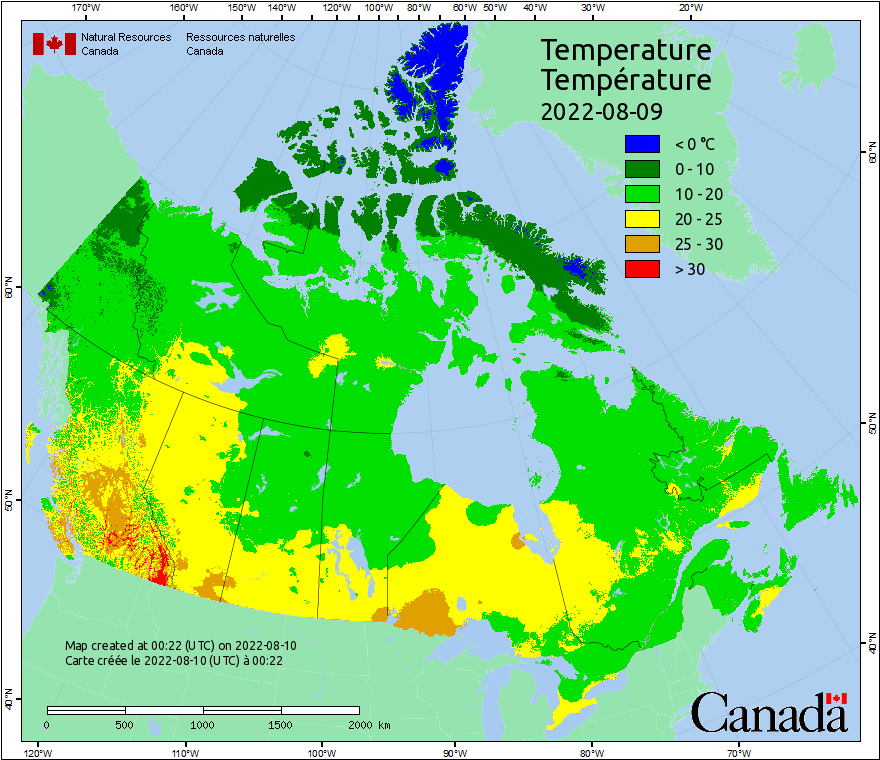 170°W 160°W 150°W 140°W 130°W 120°W 110°W 100°W 80°W 60°W 50°W 40°W 30°W 20°W
Natural Resources Ressources naturelles
Canada Canada
Temperature
Température
2022-08-09
< 0 °C
0 - 10
10 - 20
20 - 25
25 - 30
> 30
60°N
60°N
50°N
50°N
40°N
40°N
Map created at 00:22 (UTC) on 2022-08-10
Carte créée le 2022-08-10 (UTC) à 00:22
0 500 1000 1500 2000 km
Canada
120°W 110°W 100°W 90°W 80°W 70°W